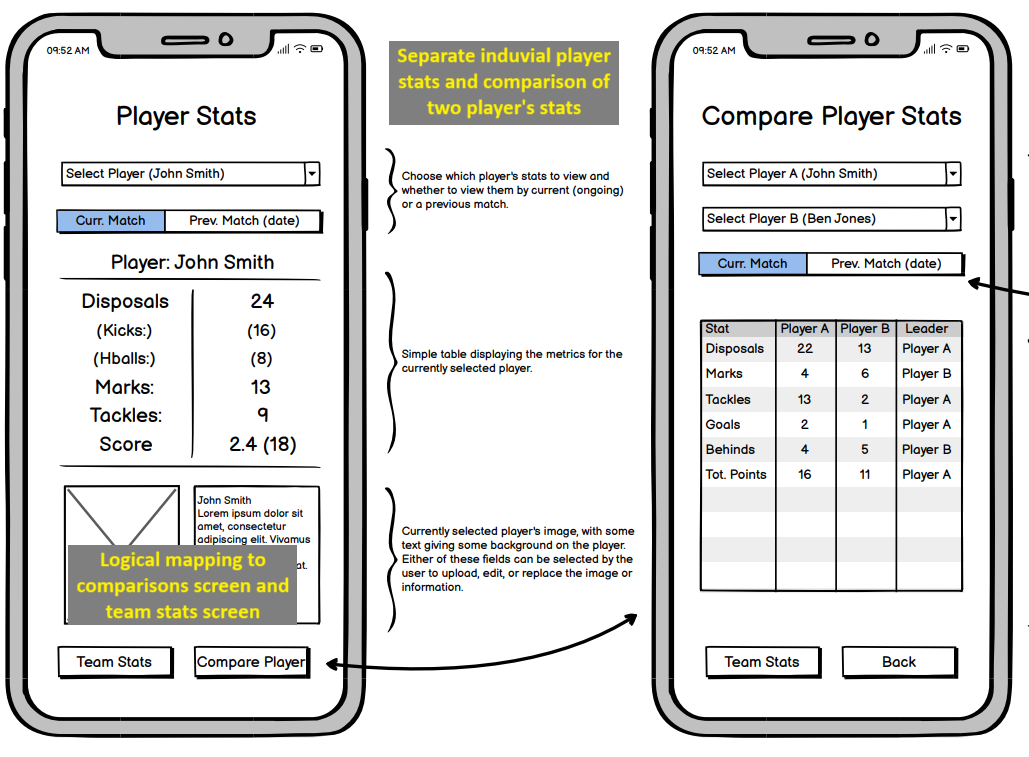 09:52 AM
Player Stats
Select Player (John Smith)
Curr. Match Prev. Match (date)
Player: John Smith
Disposals 24
(Kicks:) (16)
(Hballs:) (8)
Marks: 13
Tackles: 9
Score 2.4 (18)
John Smith
Lorem ipsum dolor sit
amet, consectetur
adipiscing elit. Vivamus
at.
Logical mapping to
comparisons screen and
team stats screen
Team Stats Compare Player
Separate induvial player
stats and comparison of
two player's stats
Choose which player's stats to view and
whether to view them by current (ongoing)
or a previous match.
Simple table displaying the metrics for the
currently selected player.
Currently selected player's image, with some
text giving some background on the player.
Either of these fields can be selected by the
user to upload, edit, or replace the image or
information.
09:52 AM
Compare Player Stats
Select Player A (John Smith)
Select Player B (Ben Jones)
Curr. Match Prev. Match (date)
Stat Player A Player B Leader
Disposals 22 13 Player A
Marks 4 6 Player B
Tackles 13 2 Player A
Goals 2 1 Player A
Behinds 4 5 Player B
Tot. Points 16 11 Player A
Team Stats Back